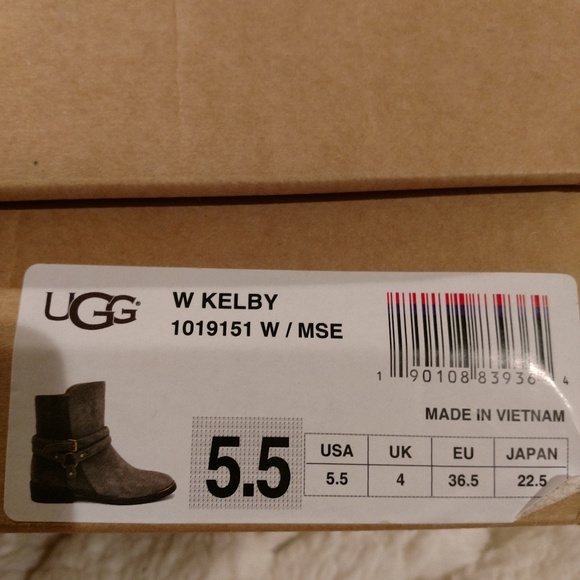 UGG®
W KELBY
1019151 W / MSE
1 90108 83936 4
MADE IN VIETNAM
5.5
USA UK EU JAPAN
5.5 4 36.5 22.5